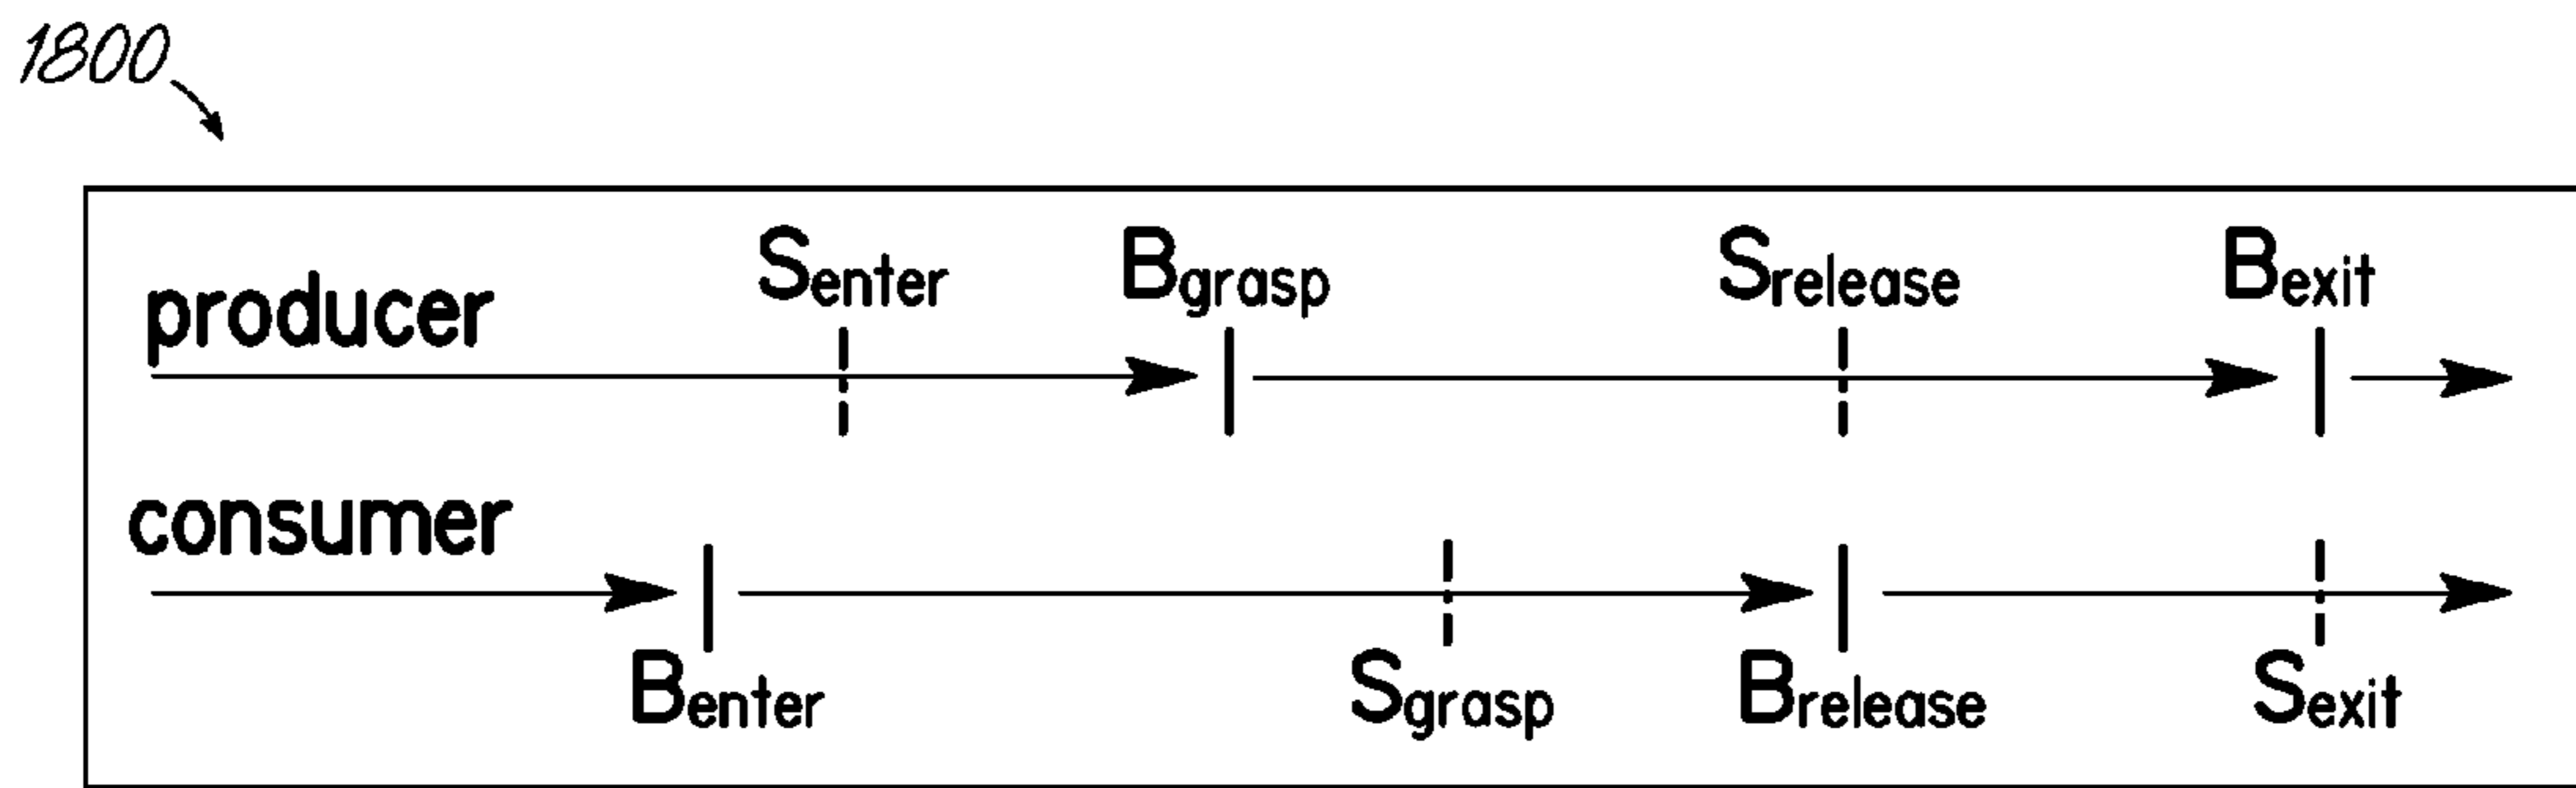 1800
Senter Bgrasp Srelease Bexit
producer
consumer
Benter Sgrasp Brelease Sexit